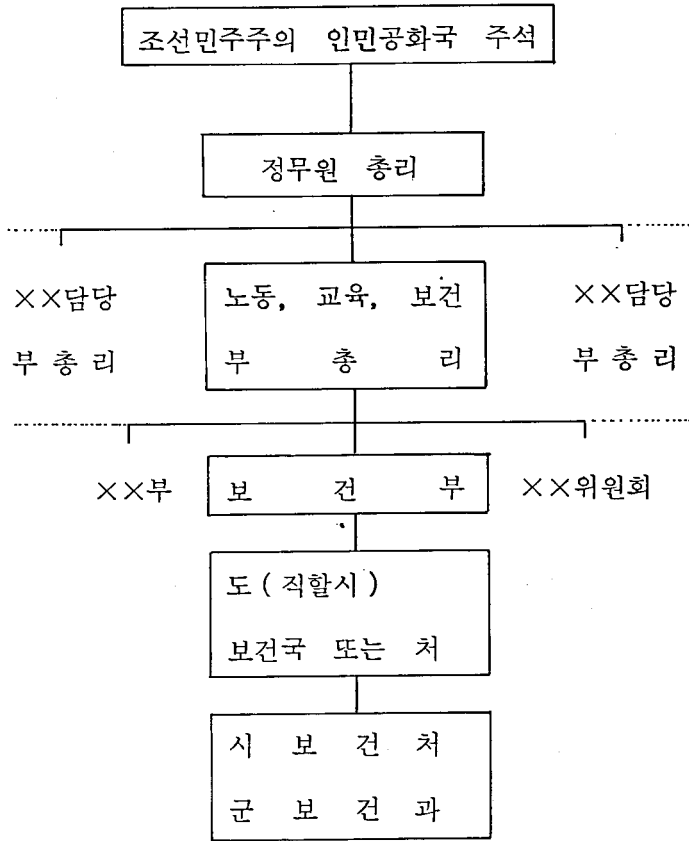 조선민주주의 인민공화국 주석
정무원 총리
××담당
부 총 리
노동, 교육, 보건
부 총 리
××담당
부 총 리
××부
보 건 부
××위원회
도 ( 직할시 )
보건국 또는 처
시 보 건 처
군 보 건 과